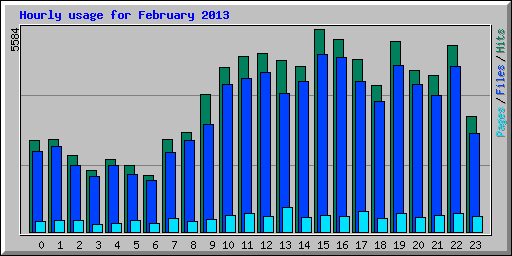 Hourly usage for February 2013
5584
Pages / Files / Hits
0 1 2 3 4 5 6 7 8 9 10 11 12 13 14 15 16 17 18 19 20 21 22 23